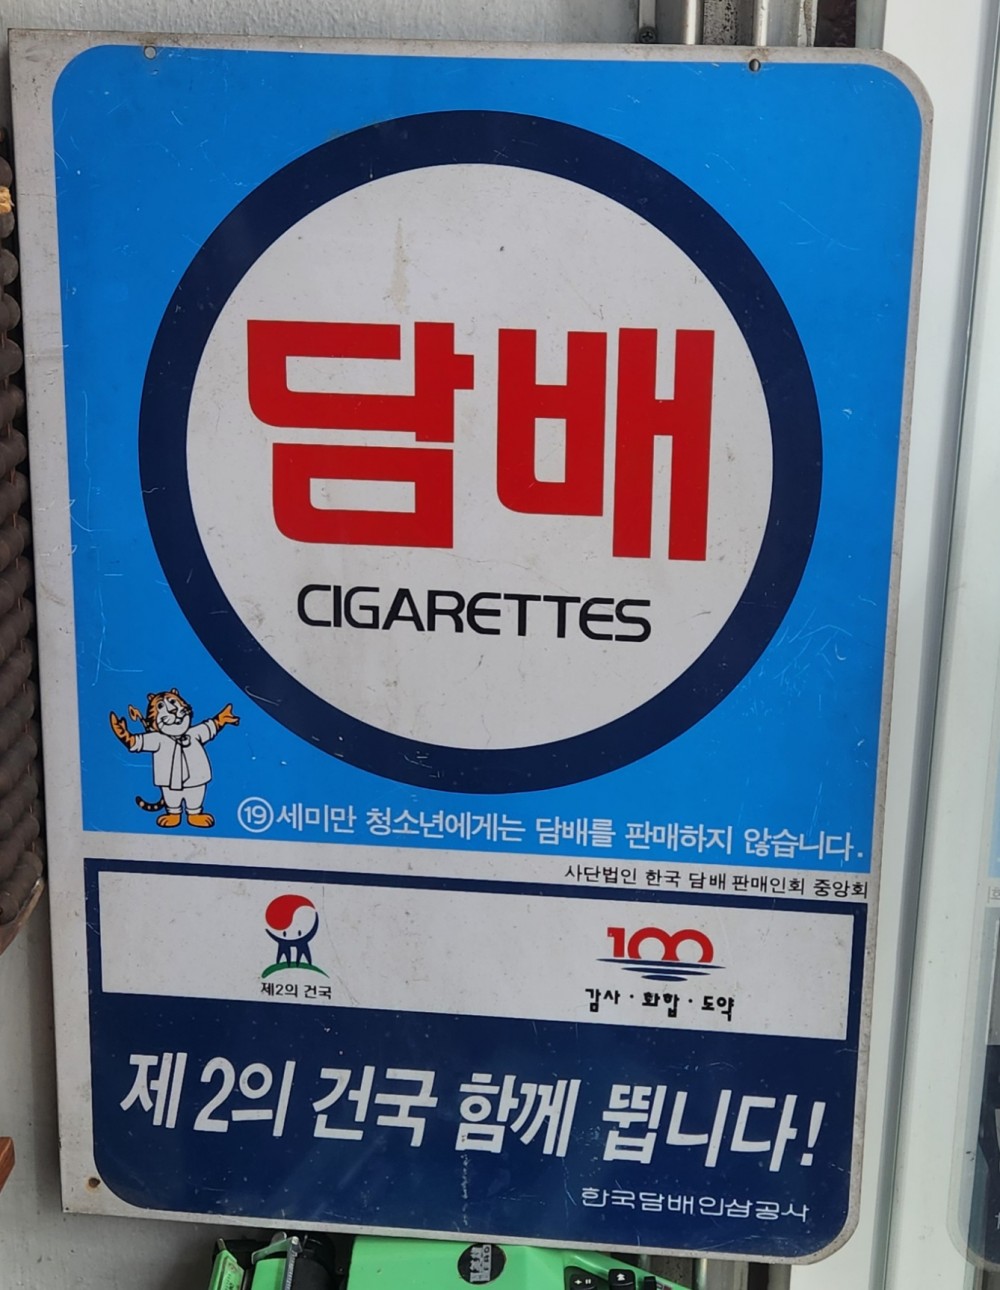 담배
CIGARETTES
⑲세미만 청소년에게는 담배를 판매하지 않습니다.
사단법인 한국 담배 판매인회 중앙회
제2의 건국
100
감사·화합·도약
제2의 건국 함께 뜁니다!
한국담배인삼공사